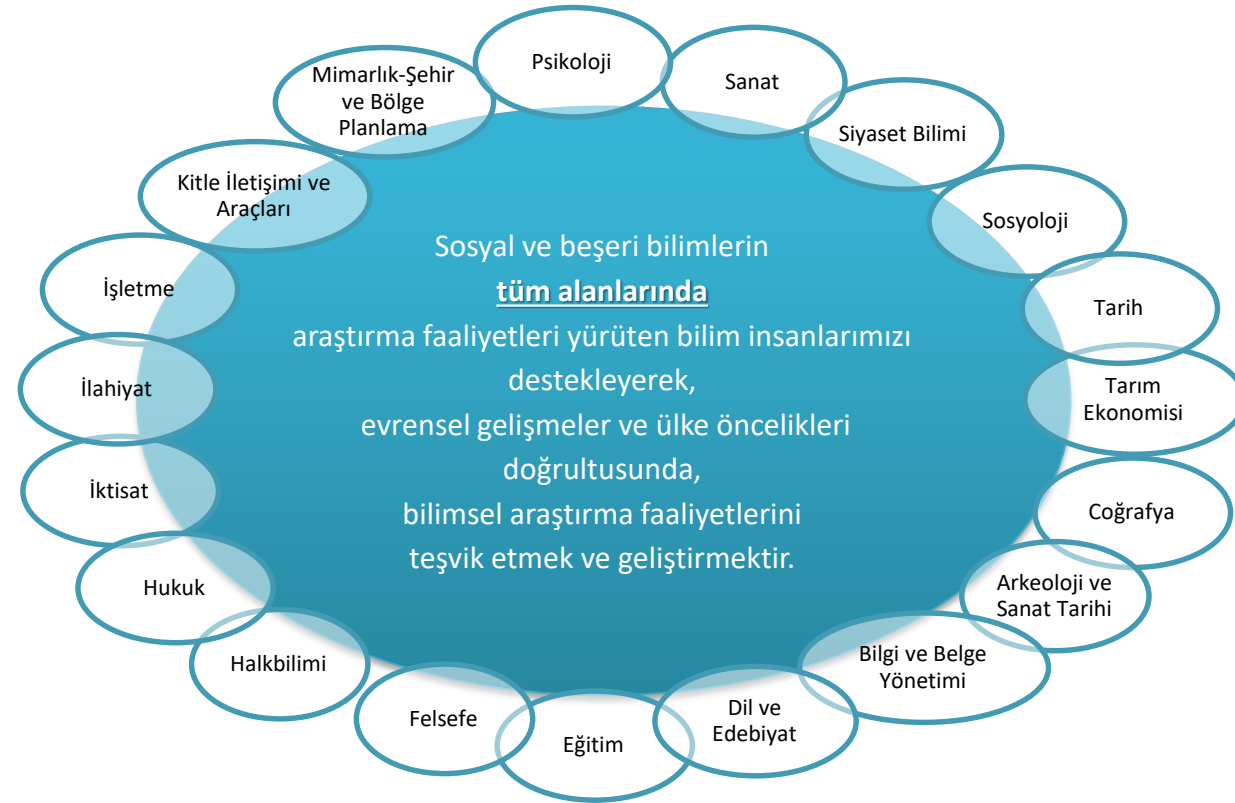 Psikoloji
Sanat
Siyaset Bilimi
Sosyoloji
Tarih
Tarım
Ekonomisi
Coğrafya
Arkeoloji ve
Sanat Tarihi
Bilgi ve Belge
Yönetimi
Dil ve
Edebiyat
Eğitim
Felsefe
Halkbilimi
Hukuk
İktisat
İlahiyat
İşletme
Kitle İletişimi ve
Araçları
Mimarlık-Şehir
ve Bölge
Planlama
Sosyal ve beşeri bilimlerin
tüm alanlarında
araştırma faaliyetleri yürüten bilim insanlarımızı
destekleyerek,
evrensel gelişmeler ve ülke öncelikleri
doğrultusunda,
bilimsel araştırma faaliyetlerini
teşvik etmek ve geliştirmektir.